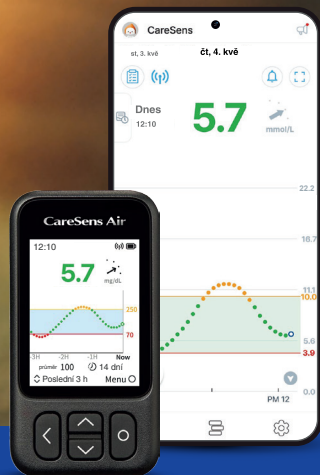 CareSens
st, 3. kvě
čt, 4. kvě
Dnes
12:10
5.7
mmol/L
22.2
16.7
11.1
10.0
5.6
3.9
0.0
PM 12
CareSens Air
12:10
5.7
mg/dL
250
70
-3H -2H -1H Now
průměr 100 14 dní
Poslední 3 h Menu